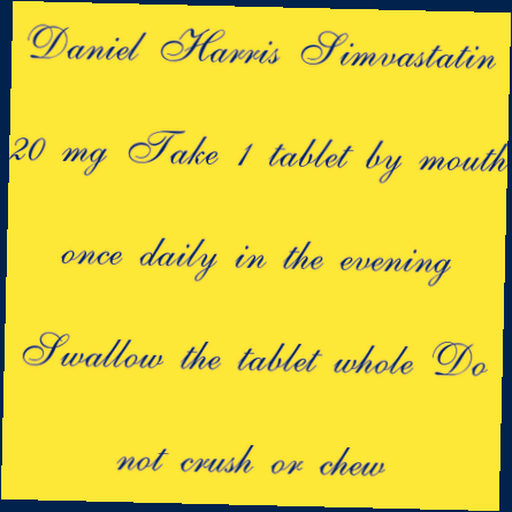 Daniel Harris Simvastatin
20 mg Take 1 tablet by mouth
once daily in the evening
Swallow the tablet whole Do
not crush or chew